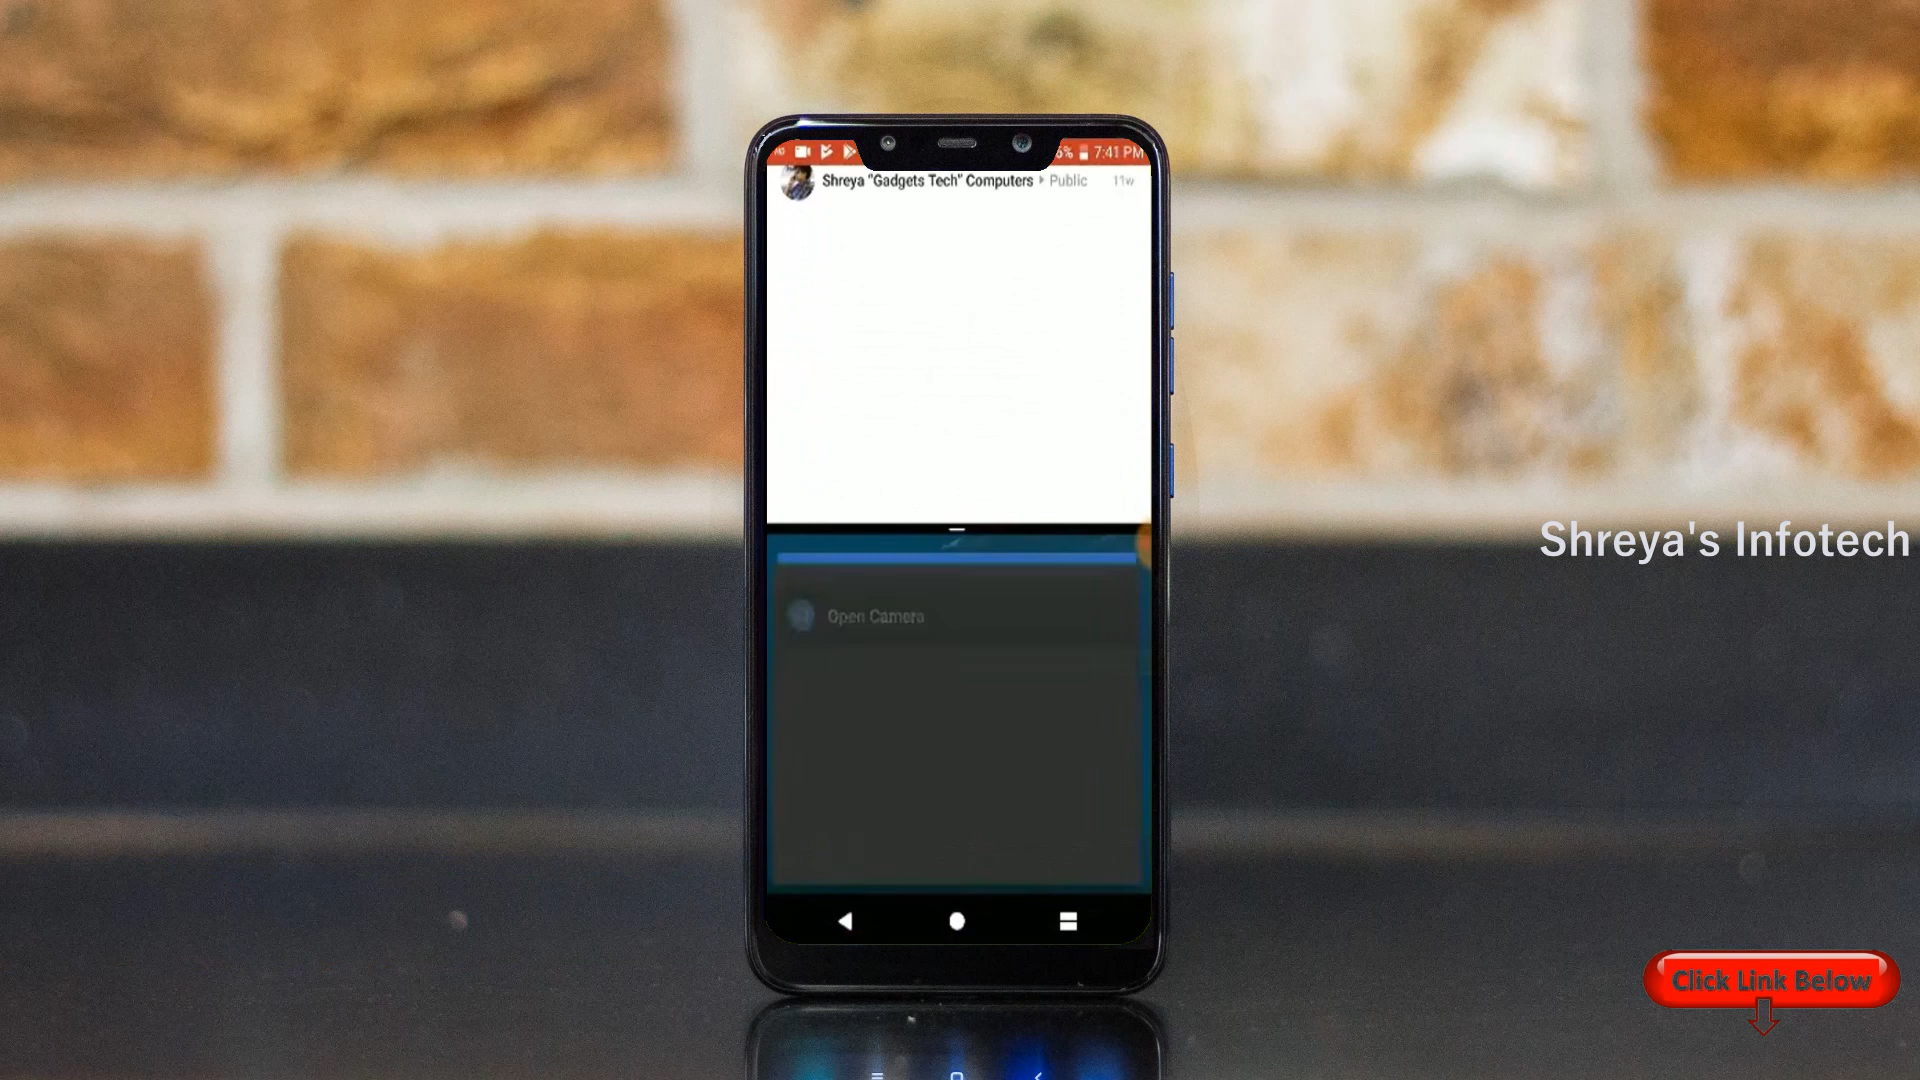 7:41 PM
Shreya "Gadgets Tech" Computers
Public
11w
Open Camera
Shreya's Infotech
Click Link Below